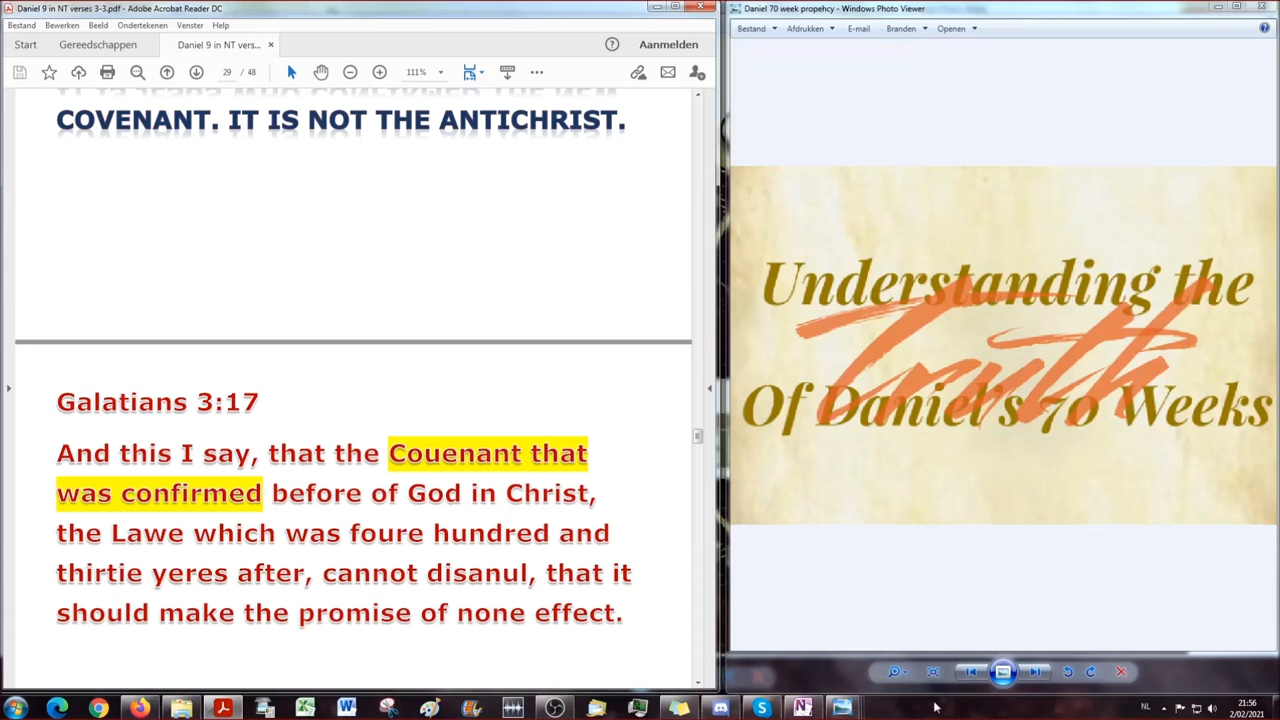 Daniel 9 in NT verses 3-3.pdf - Adobe Acrobat Reader DC
Bestand Bewerken Beeld Ondertekenen Venster Help
Start Gereedschappen Daniel 9 in NT vers... × Aanmelden
29 / 48 111%
COVENANT. IT IS NOT THE ANTICHRIST.
Galatians 3:17
And this I say, that the Couenant that
was confirmed before of God in Christ,
the Lawe which was foure hundred and
thirtie yeres after, cannot disanul, that it
should make the promise of none effect.
Daniel 70 week propehcy - Windows Photo Viewer
Bestand Afdrukken E-mail Branden Openen
Understanding the
Truth
Of Daniel's 70 Weeks
NL 21:56
2/02/2021